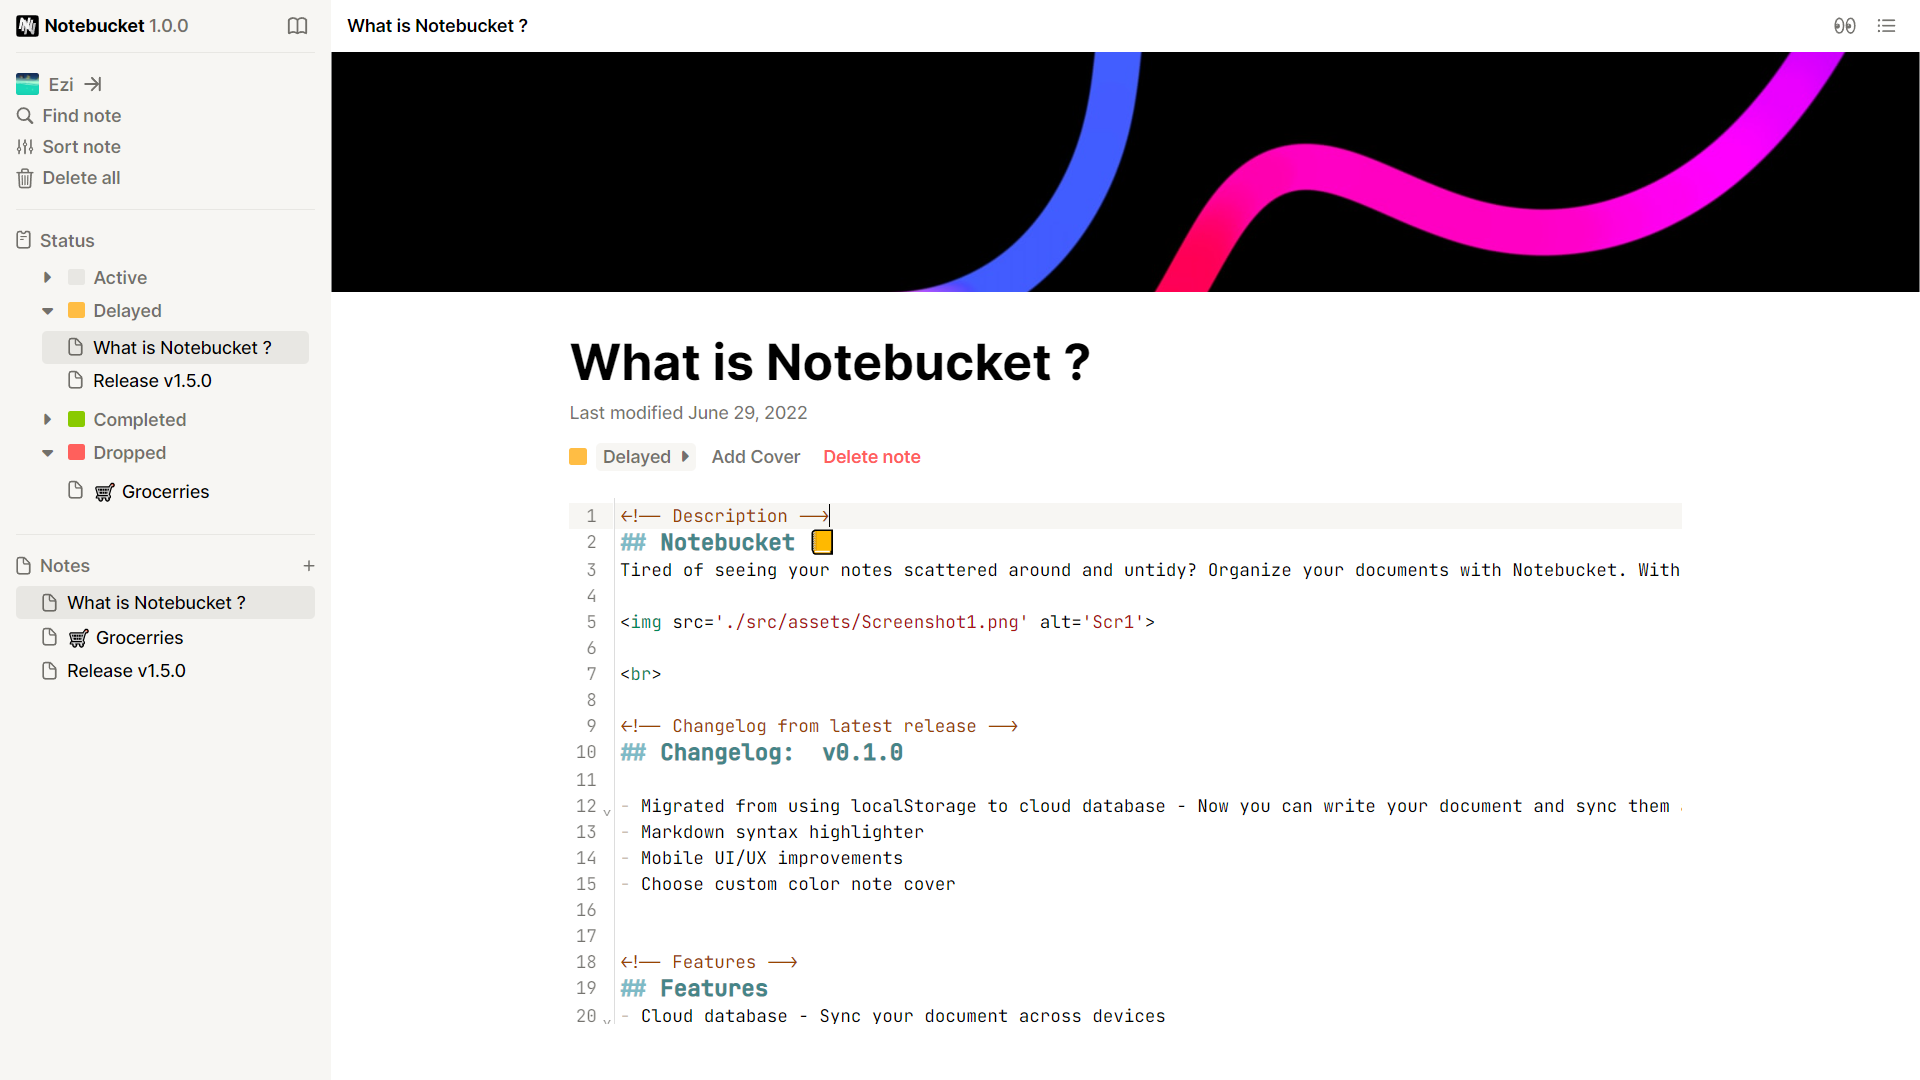 Notebucket 1.0.0
What is Notebucket ?
Ezi
Find note
Sort note
Delete all
Status
Active
Delayed
What is Notebucket ?
Release v1.5.0
Completed
Dropped
🛒 Grocerries
Notes +
What is Notebucket ?
🛒 Grocerries
Release v1.5.0
What is Notebucket ?
Last modified June 29, 2022
Delayed Add Cover Delete note
1 <!-- Description -->
2 ## Notebucket 📒
3 Tired of seeing your notes scattered around and untidy? Organize your documents with Notebucket. With
4
5 <img src='./src/assets/Screenshot1.png' alt='Scr1'>
6
7 <br>
8
9 <!-- Changelog from latest release -->
10 ## Changelog:  v0.1.0
11
12 - Migrated from using localStorage to cloud database - Now you can write your document and sync them
13 - Markdown syntax highlighter
14 - Mobile UI/UX improvements
15 - Choose custom color note cover
16
17
18 <!-- Features -->
19 ## Features
20 - Cloud database - Sync your document across devices